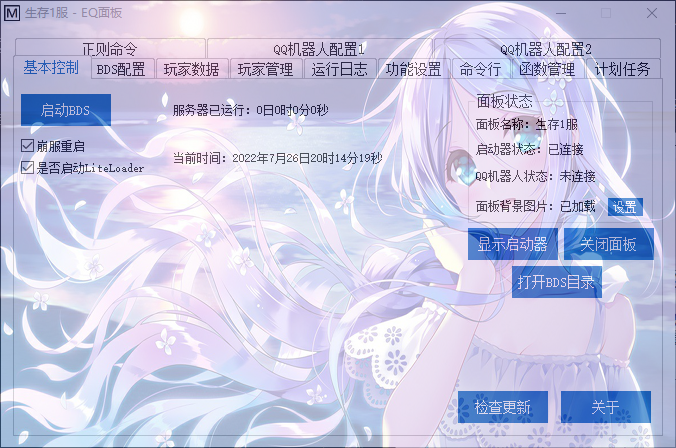 M 生存1服 - EQ面板
正则命令 QQ机器人配置1 QQ机器人配置2
基本控制 BDS配置 玩家数据 玩家管理 运行日志 功能设置 命令行 函数管理 计划任务
启动BDS
崩服重启
是否启动LiteLoader
服务器已运行：0日0时0分0秒
当前时间：2022年7月26日20时14分19秒
面板状态
面板名称：生存1服
启动器状态：已连接
QQ机器人状态：未连接
面板背景图片：已加载 设置
显示启动器 关闭面板
打开BDS目录
检查更新 关于